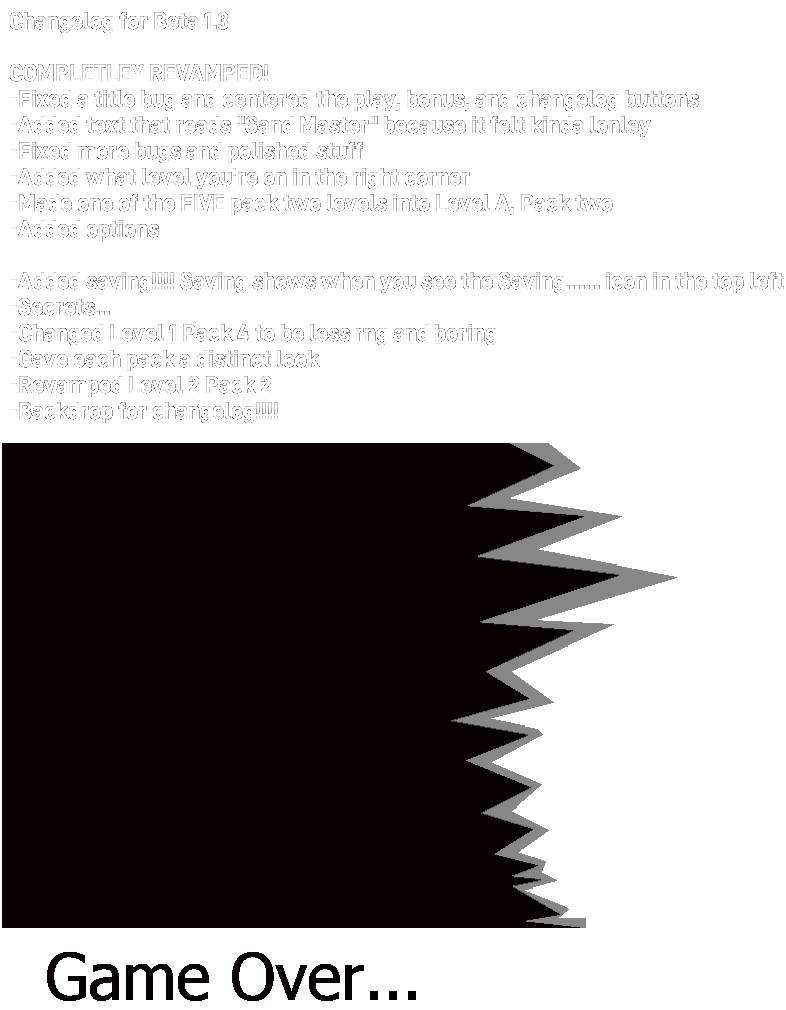 Changelog for Beta 1.3
COMPLETLEY REVAMPED!
-Fixed a title bug and centered the play, bonus, and changelog buttons
-Added text that reads "Sand Master" because it felt kinda lonley
-Fixed more bugs and polished stuff
-Added what level you're on in the right corner
-Made one of the FIVE pack two levels into Level A, Pack two
-Added options
-Added saving!!!! Saving shows when you see the Saving...... icon in the top left
-Secrets...
-Changed Level 1 Pack 4 to be less rng and boring
-Gave each pack a distinct look
-Revamped Level 2 Pack 2
-Backdrop for changelog!!!!
Game Over...